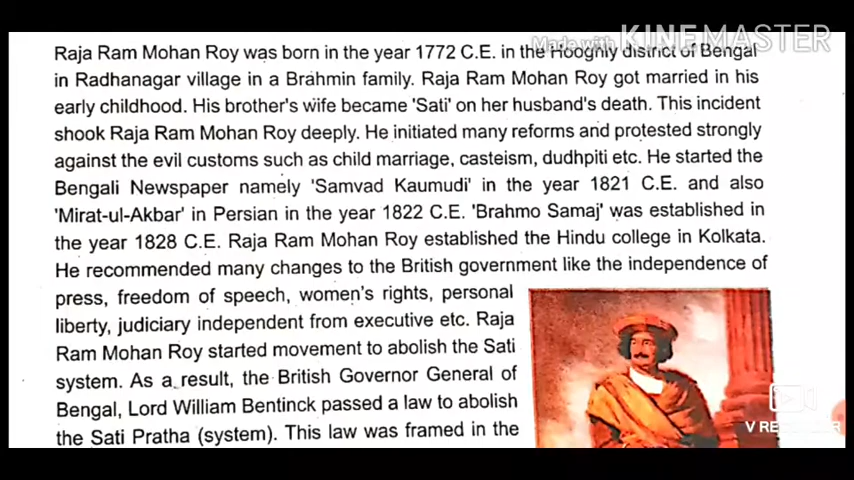 Made with KINEMASTER
Raja Ram Mohan Roy was born in the year 1772 C.E. in the Hooghly district of Bengal
in Radhanagar village in a Brahmin family. Raja Ram Mohan Roy got married in his
early childhood. His brother's wife became 'Sati' on her husband's death. This incident
shook Raja Ram Mohan Roy deeply. He initiated many reforms and protested strongly
against the evil customs such as child marriage, casteism, dudhpiti etc. He started the
Bengali Newspaper namely 'Samvad Kaumudi' in the year 1821 C.E. and also
'Mirat-ul-Akbar' in Persian in the year 1822 C.E. 'Brahmo Samaj' was established in
the year 1828 C.E. Raja Ram Mohan Roy established the Hindu college in Kolkata.
He recommended many changes to the British government like the independence of
press, freedom of speech, women's rights, personal
liberty, judiciary independent from executive etc. Raja
Ram Mohan Roy started movement to abolish the Sati
system. As a result, the British Governor General of
Bengal, Lord William Bentinck passed a law to abolish
the Sati Pratha (system). This law was framed in the